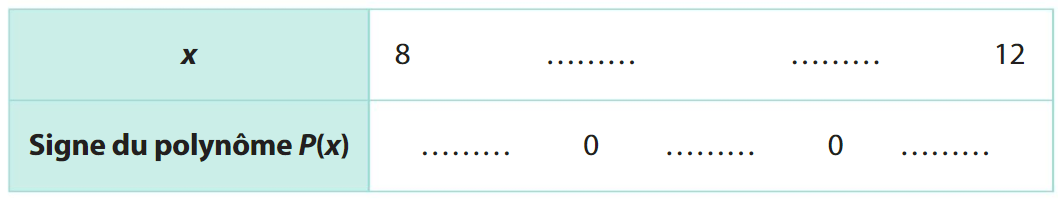 x 8 ......... ......... 12
Signe du polynôme P(x) ......... 0 ......... 0 .........